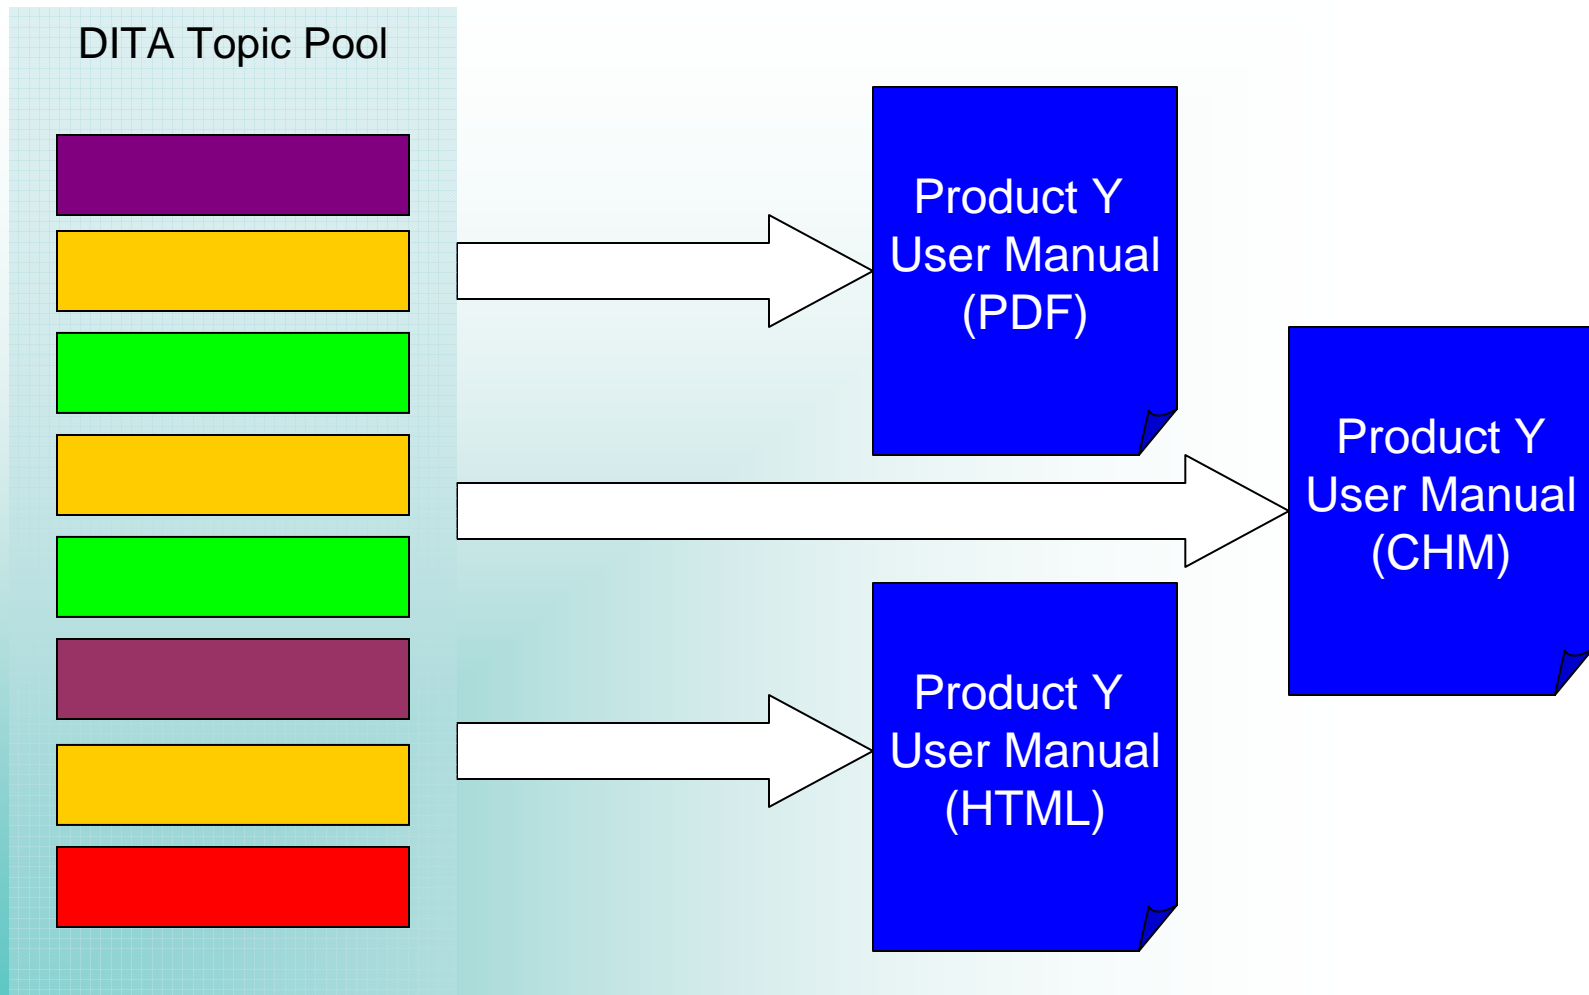 DITA Topic Pool
Product Y
User Manual
(PDF)
Product Y
User Manual
(CHM)
Product Y
User Manual
(HTML)